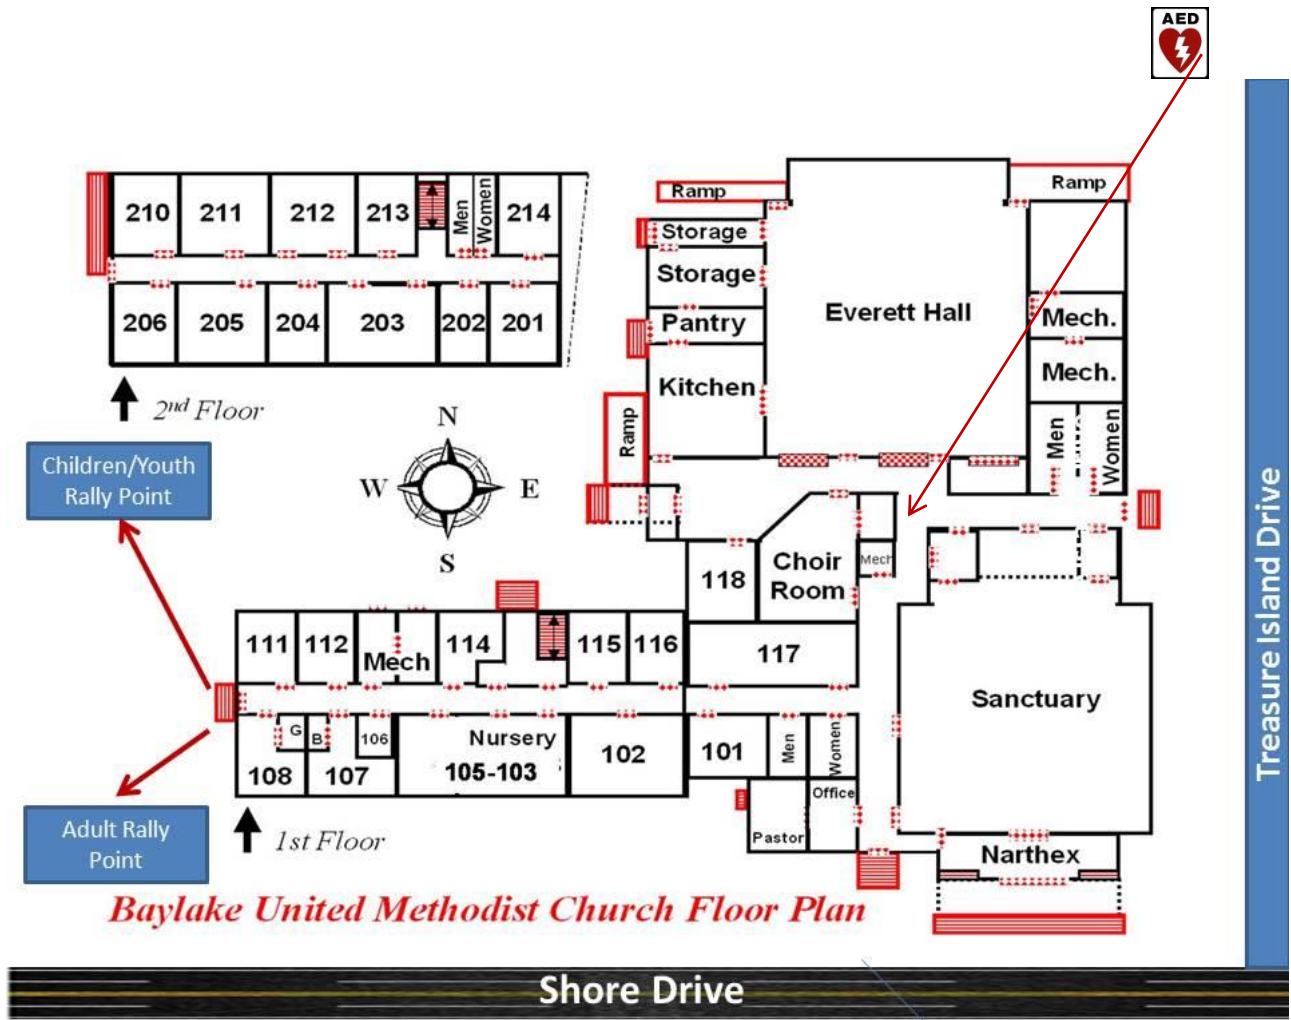 AED
Ramp
Ramp
210 211 212 213 Men Women 214
Storage
Storage
Everett Hall
206 205 204 203 202 201
Pantry
Mech.
Kitchen
Mech.
2nd Floor
Ramp
Men
Women
Children/Youth
Rally Point
N
W E
S
Choir
Room
Mech
118
111 112 Mech 114 115 116
117
Sanctuary
Treasure Island Drive
G B 106 Nursery
108 107 105-103 102 101 Men Women
Office
Pastor
Adult Rally
Point
1st Floor
Narthex
Baylake United Methodist Church Floor Plan
Shore Drive